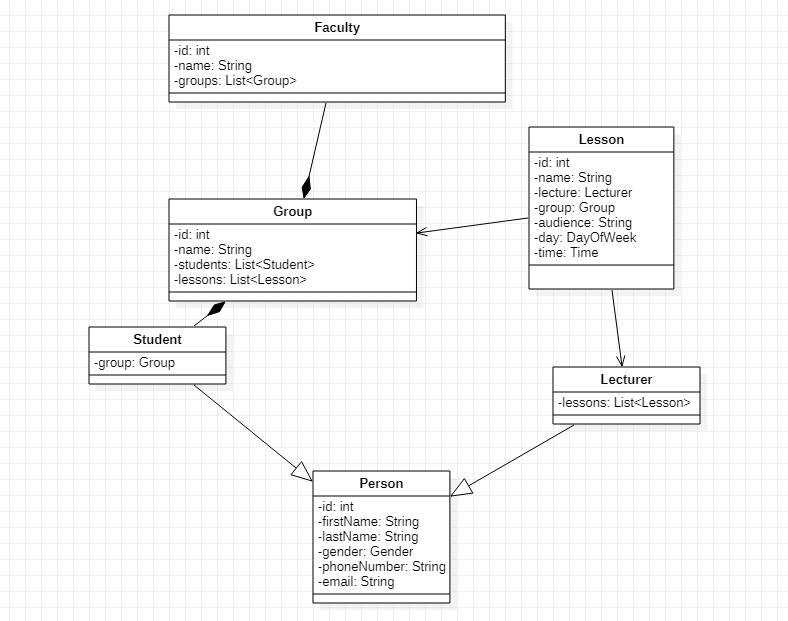 Faculty
-id: int
-name: String
-groups: List<Group>
Lesson
-id: int
-name: String
-lecture: Lecturer
-group: Group
-audience: String
-day: DayOfWeek
-time: Time
Group
-id: int
-name: String
-students: List<Student>
-lessons: List<Lesson>
Student
-group: Group
Lecturer
-lessons: List<Lesson>
Person
-id: int
-firstName: String
-lastName: String
-gender: Gender
-phoneNumber: String
-email: String